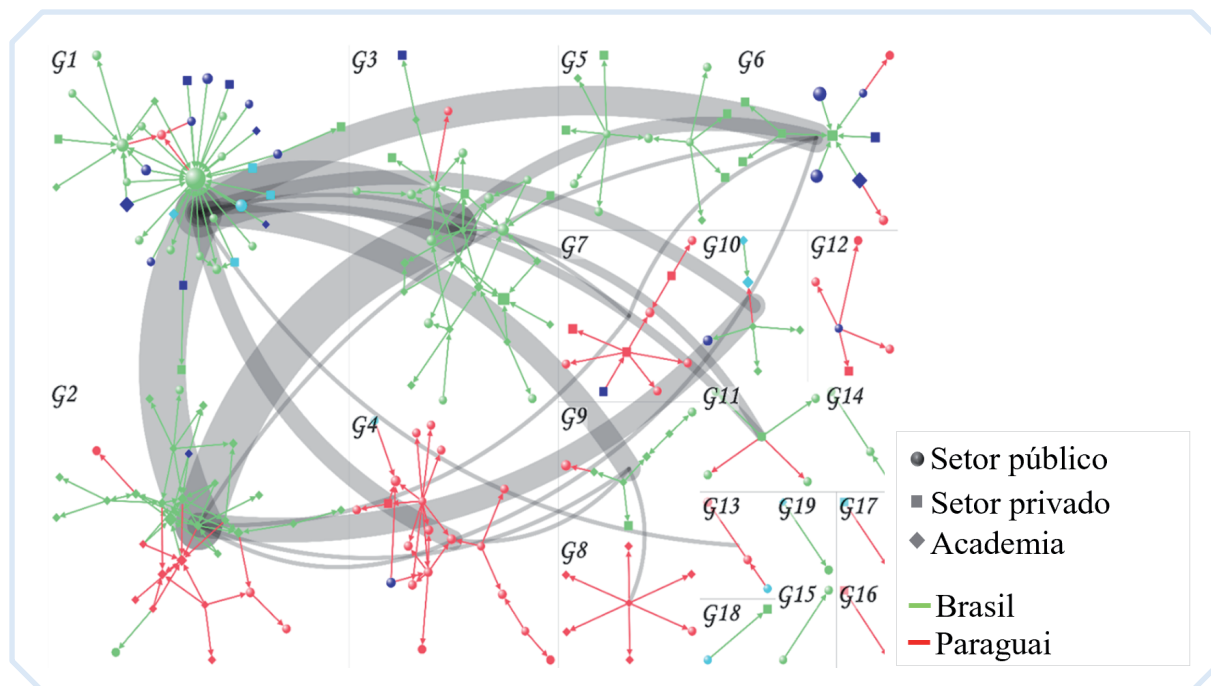 G1
G3
G5
G6
G7
G10
G12
G2
G4
G9
G11
G14
G13
G19
G17
G8
G18
G15
G16
Setor público
Setor privado
Academia
Brasil
Paraguai